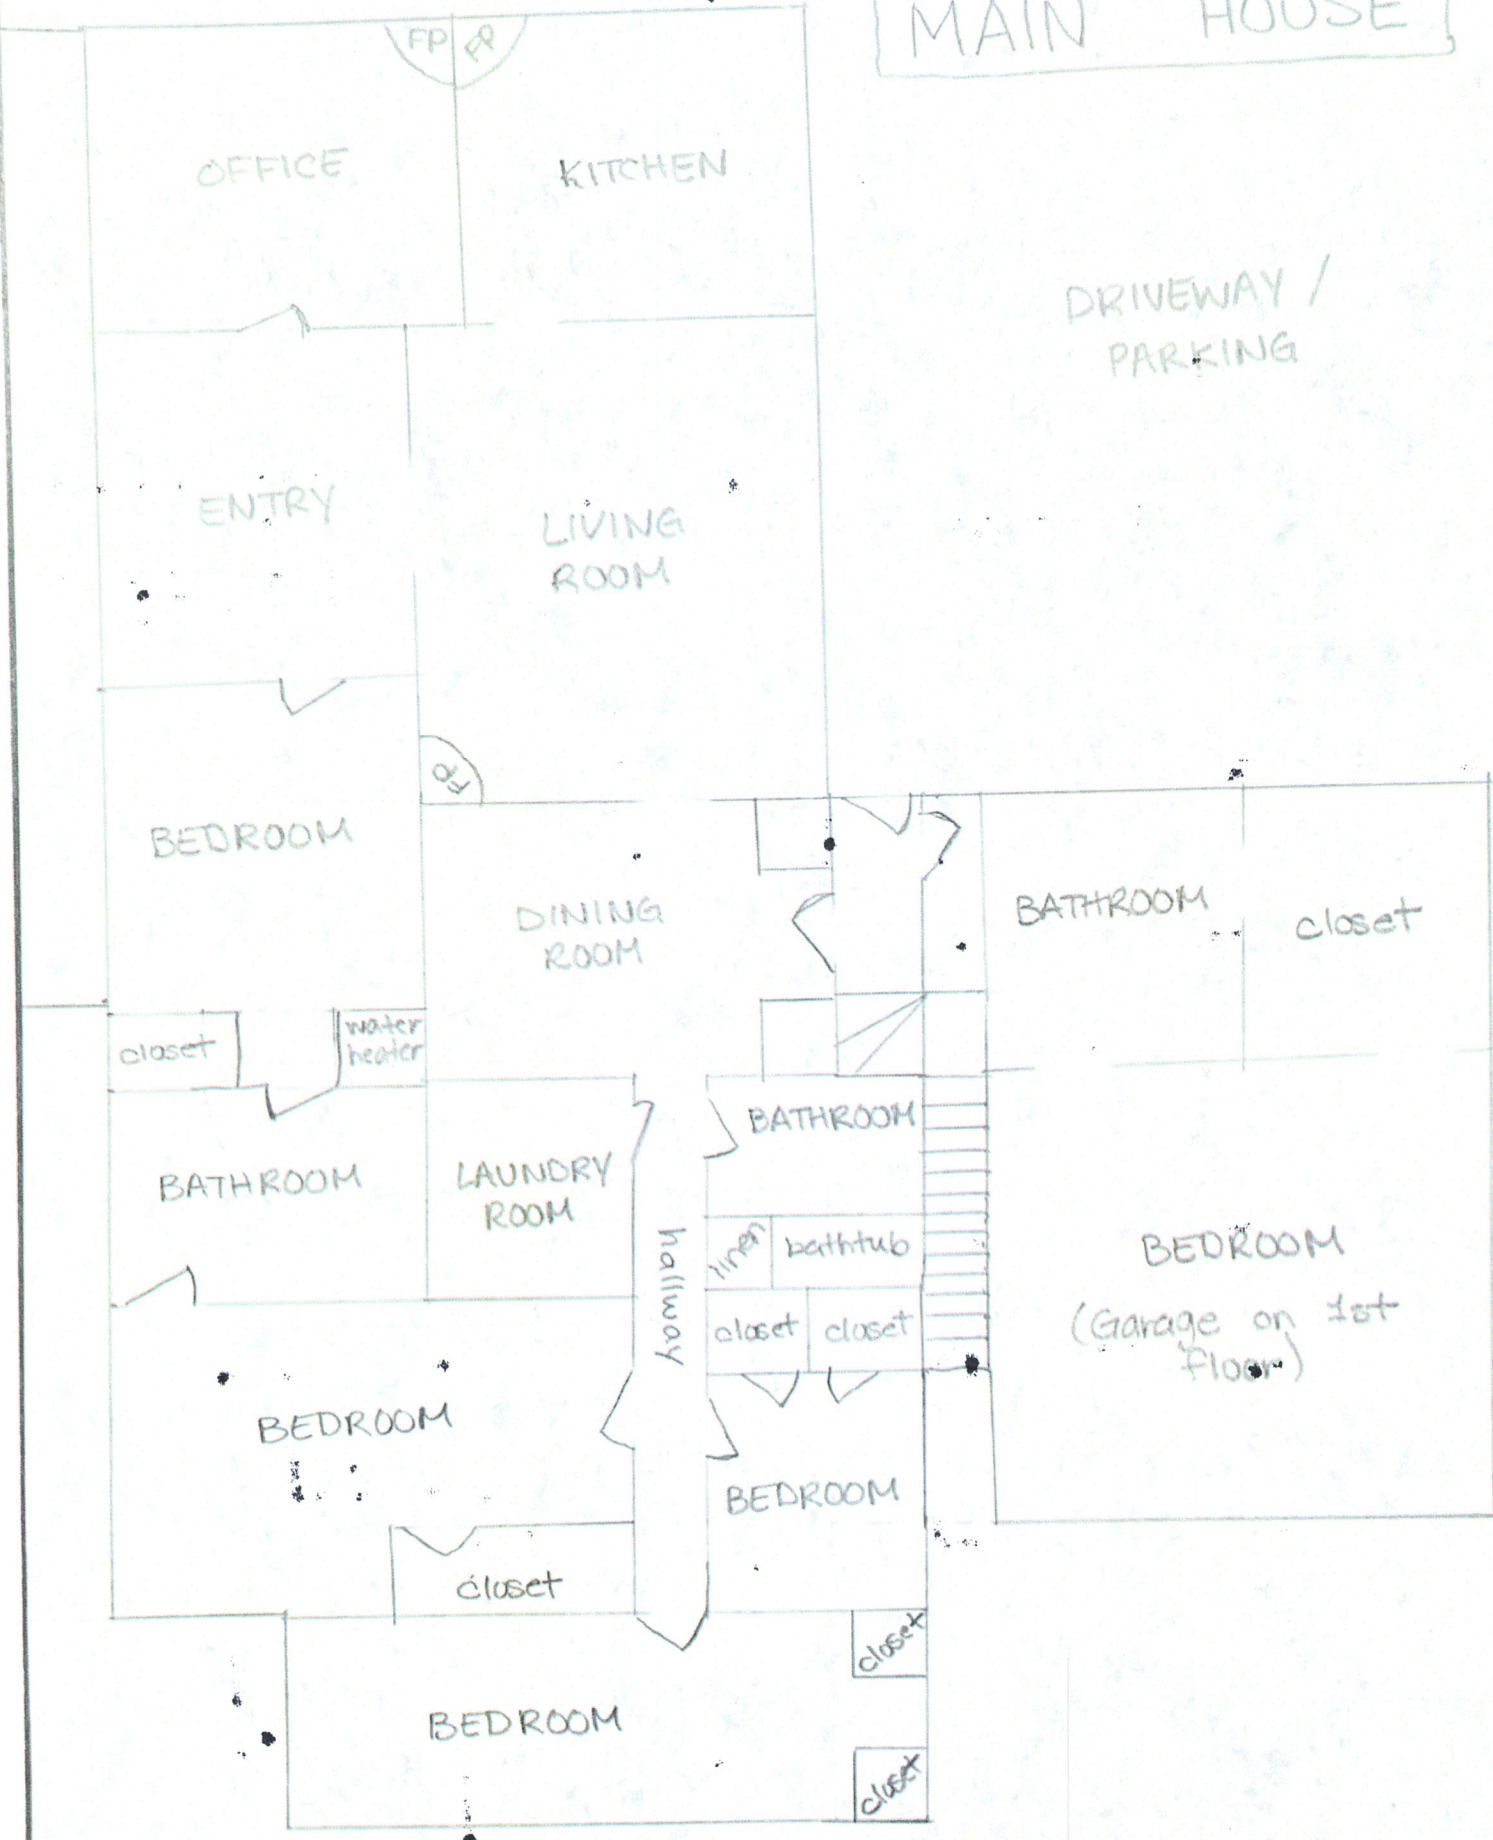 MAIN HOUSE
FP FP
OFFICE
KITCHEN
DRIVEWAY /
PARKING
ENTRY
LIVING
ROOM
FP
BEDROOM
DINING
ROOM
BATHROOM
closet
closet
water
heater
BATHROOM
LAUNDRY
ROOM
hallway
BATHROOM
linen
bathtub
closet
closet
BEDROOM
(Garage on 1st
floor)
BEDROOM
BEDROOM
closet
closet
BEDROOM
closet